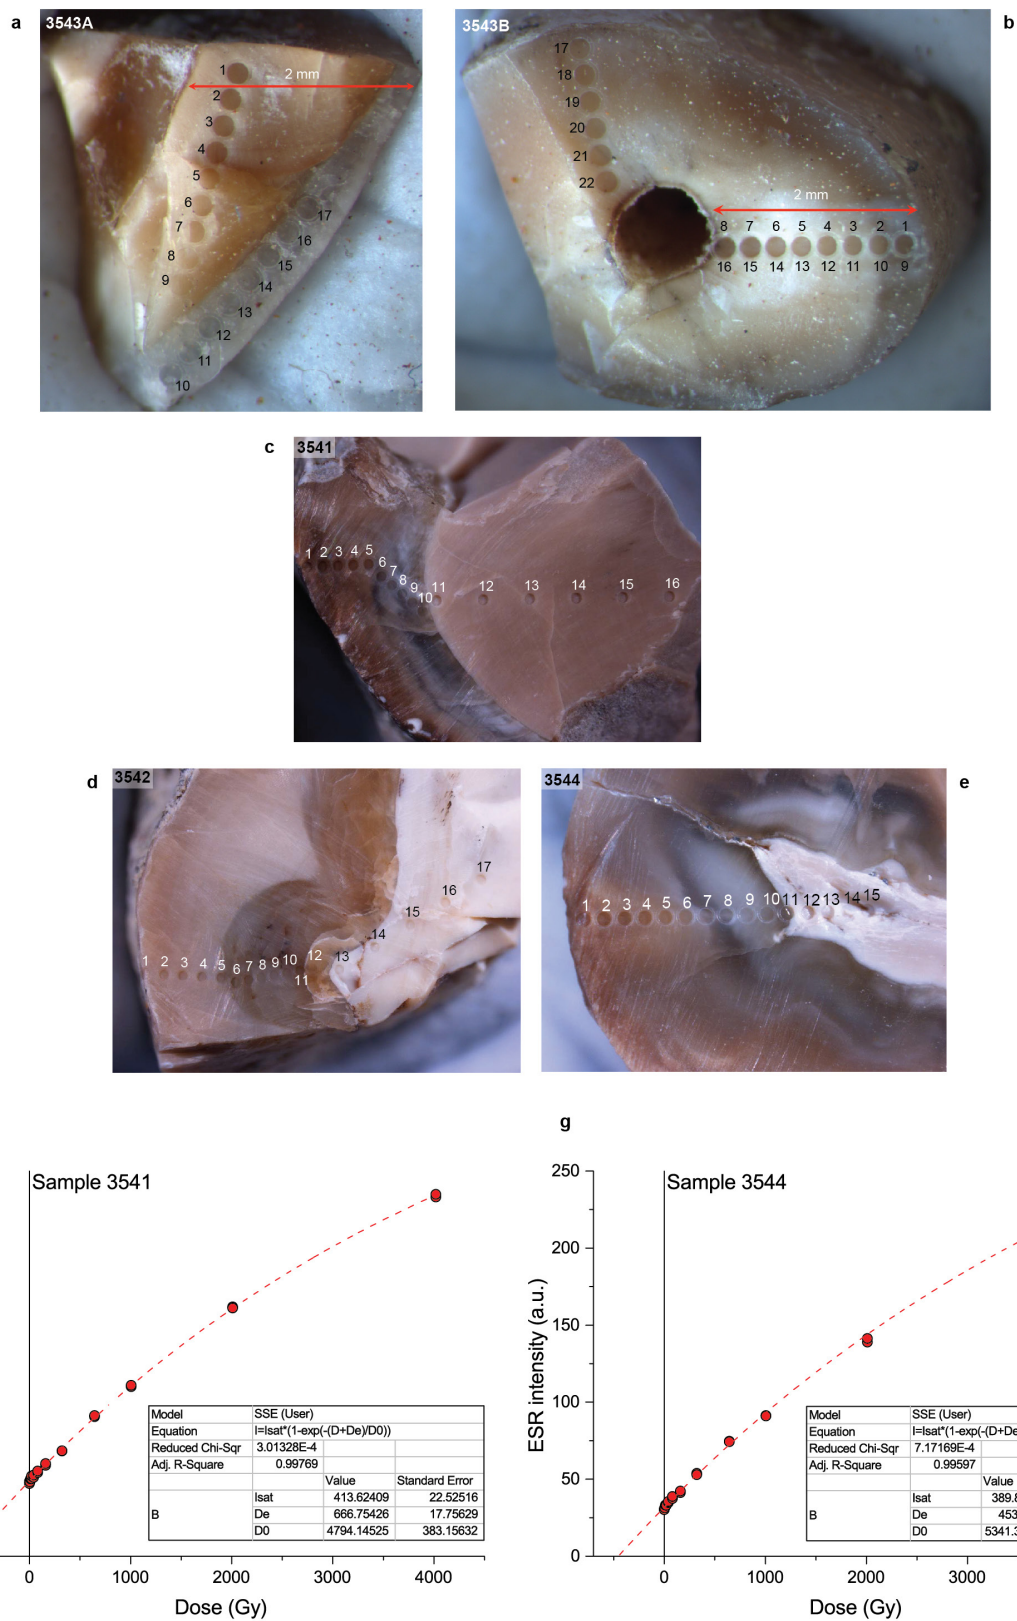 a
3543A
1
2 mm
2
3
4
5
6
7
8
9
17
16
15
14
13
12
11
10
3543B
b
17
18
19
20
21
22
2 mm
8 7 6 5 4 3 2 1
16 15 14 13 12 11 10 9
c
3541
1 2 3 4 5
6
7
8
9
10
11
12 13 14 15 16
d
3542
17
16
15
14
13
12
1 2 3 4 5 6 7 8 9 10
11
3544
e
1 2 3 4 5 6 7 8 9 10 11 12 13 14 15
Sample 3541
Model SSE (User)
Equation I=Isat*(1-exp(-(D+De)/D0))
Reduced Chi-Sqr 3.01328E-4
Adj. R-Square 0.99769
Value Standard Error
B
Isat 413.62409 22.52516
De 666.75426 17.75629
D0 4794.14525 383.15632
0 1000 2000 3000 4000
Dose (Gy)
g
Sample 3544
ESR intensity (a.u.)
250
200
150
100
50
0
Model SSE (User)
Equation I=Isat*(1-exp(-(D+De
Reduced Chi-Sqr 7.17169E-4
Adj. R-Square 0.99597
Value
B
Isat 389.8
De 453
D0 5341.3
0 1000 2000 3000
Dose (Gy)